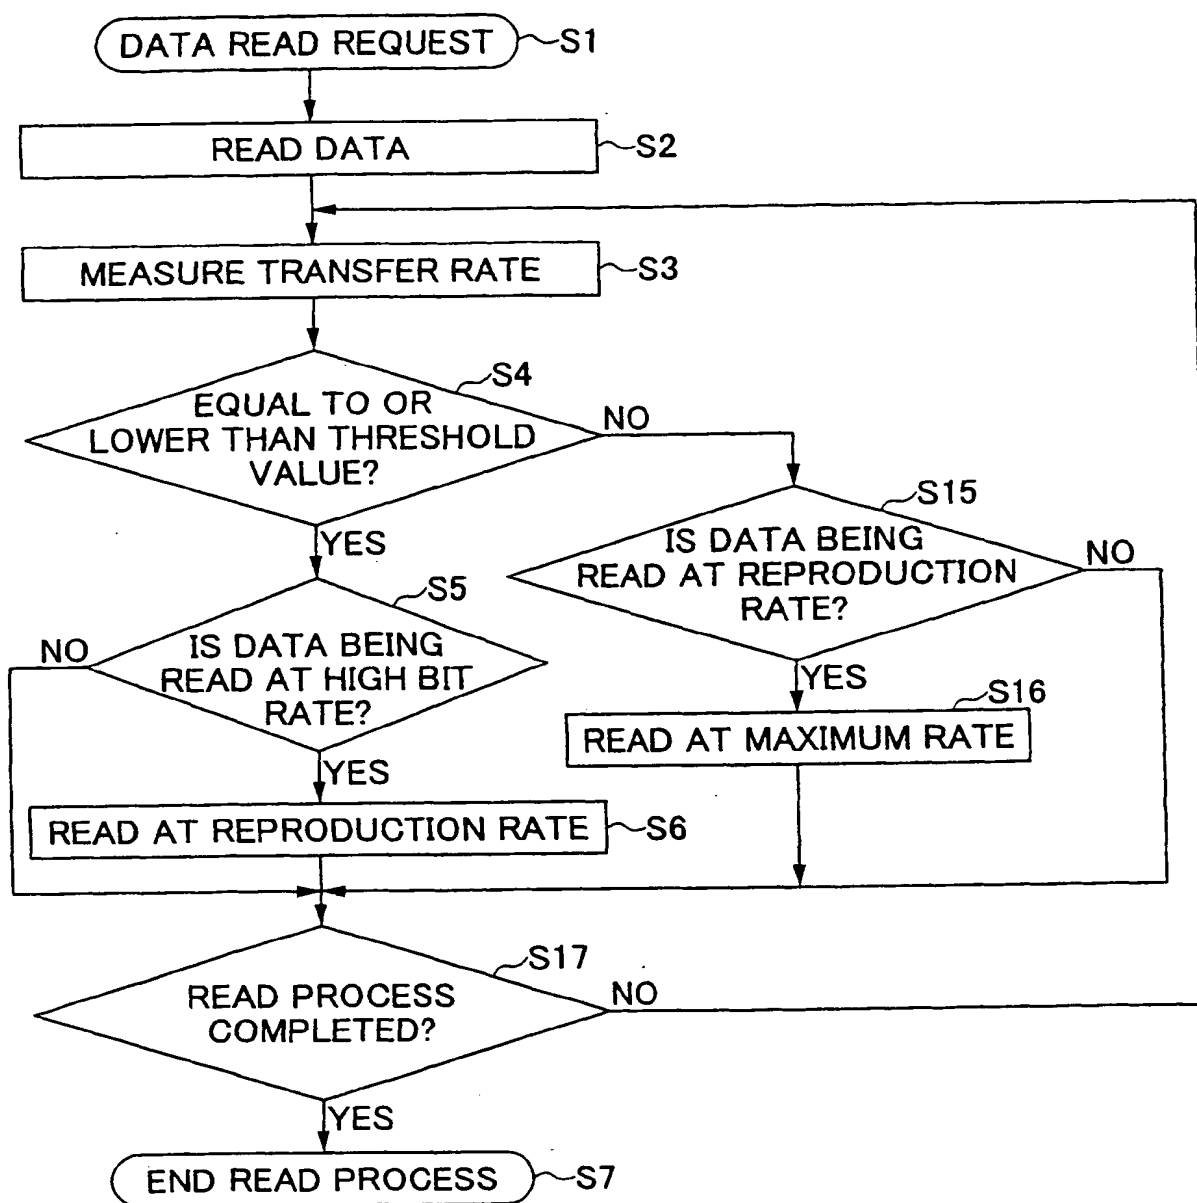 DATA READ REQUEST
S1
READ DATA
S2
MEASURE TRANSFER RATE
S3
S4
EQUAL TO OR
LOWER THAN THRESHOLD
VALUE?
NO
YES
S15
IS DATA BEING
READ AT REPRODUCTION
RATE?
NO
YES
S5
IS DATA BEING
READ AT HIGH BIT
RATE?
NO
YES
S16
READ AT MAXIMUM RATE
READ AT REPRODUCTION RATE
S6
S17
READ PROCESS
COMPLETED?
NO
YES
END READ PROCESS
S7